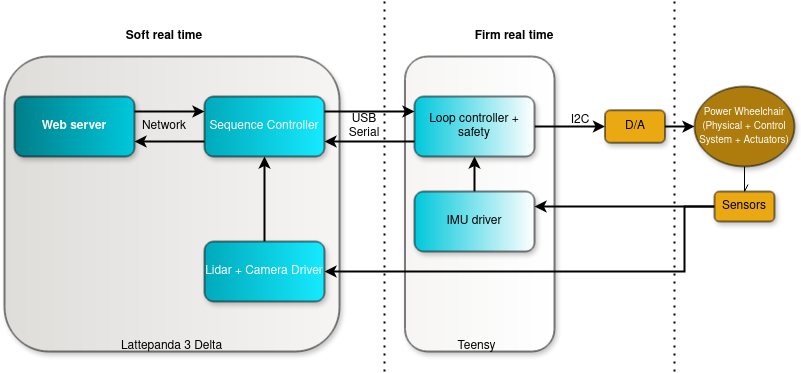 Soft real time
Firm real time
Web server
Network
Sequence Controller
USB
Serial
Loop controller +
safety
I2C
D/A
Power Wheelchair
(Physical + Control
System + Actuators)
IMU driver
Sensors
Lidar + Camera Driver
Lattepanda 3 Delta
Teensy